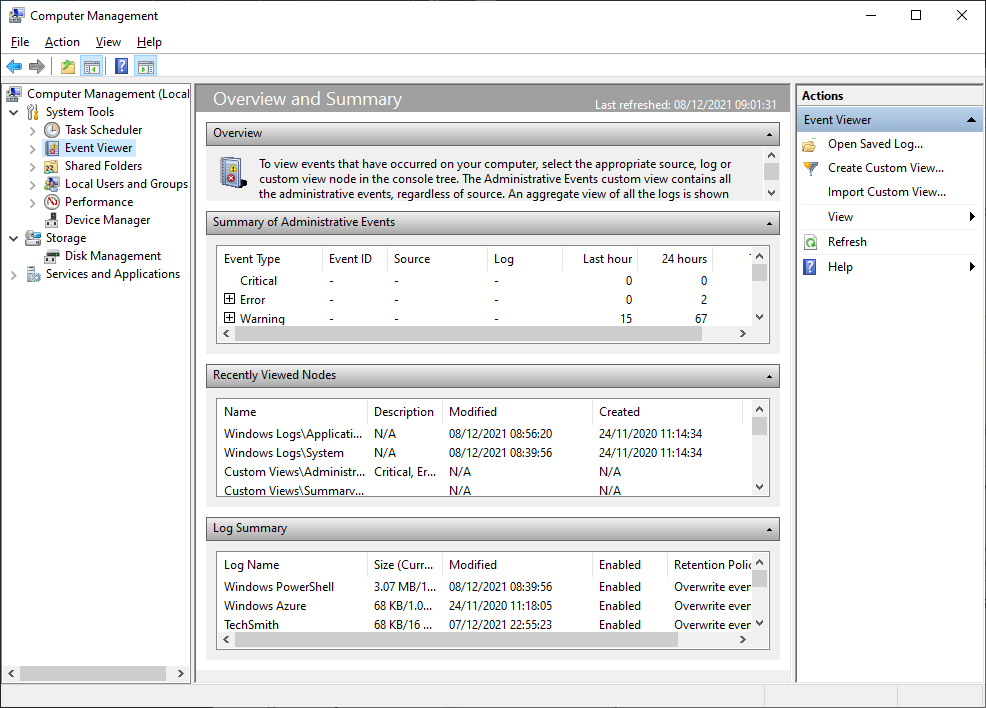 Computer Management
File Action View Help
Computer Management (Local
System Tools
Task Scheduler
Event Viewer
Shared Folders
Local Users and Groups
Performance
Device Manager
Storage
Disk Management
Services and Applications
Overview and Summary
Last refreshed: 08/12/2021 09:01:31
Overview
To view events that have occurred on your computer, select the appropriate source, log or
custom view node in the console tree. The Administrative Events custom view contains all
the administrative events, regardless of source. An aggregate view of all the logs is shown
Summary of Administrative Events
Event Type Event ID Source Log Last hour 24 hours
Critical - - - 0 0
Error - - - 0 2
Warning - - - 15 67
Recently Viewed Nodes
Name Description Modified Created
Windows Logs\Applicati... N/A 08/12/2021 08:56:20 24/11/2020 11:14:34
Windows Logs\System N/A 08/12/2021 08:39:56 24/11/2020 11:14:34
Custom Views\Administr... Critical, Er... N/A N/A
Custom Views\Summary... N/A N/A
Log Summary
Log Name Size (Curr... Modified Enabled Retention Polic
Windows PowerShell 3.07 MB/1... 08/12/2021 08:39:56 Enabled Overwrite ever
Windows Azure 68 KB/1.0... 24/11/2020 11:18:05 Enabled Overwrite ever
TechSmith 68 KB/16 ... 07/12/2021 22:55:23 Enabled Overwrite ever
Actions
Event Viewer
Open Saved Log...
Create Custom View...
Import Custom View...
View
Refresh
Help